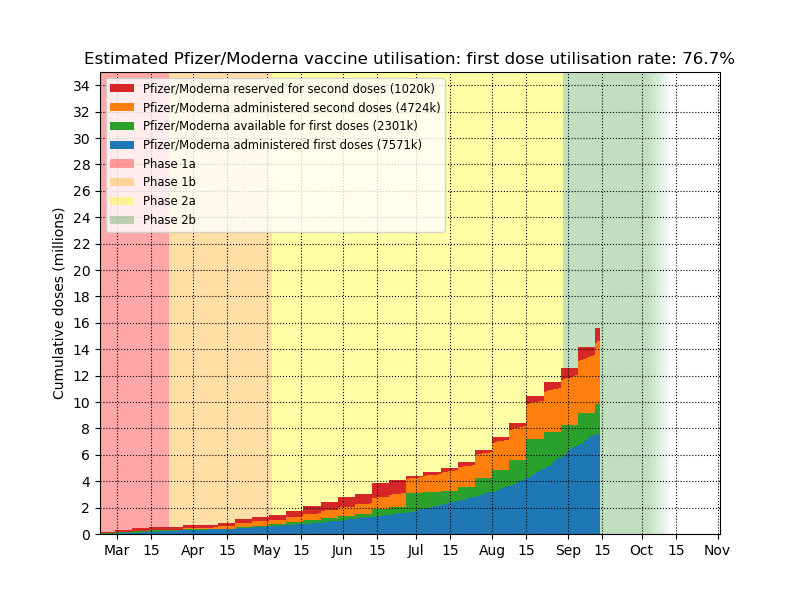 Estimated Pfizer/Moderna vaccine utilisation: first dose utilisation rate: 76.7%
Cumulative doses (millions)
34
32
30
28
26
24
22
20
18
16
14
12
10
8
6
4
2
0
Pfizer/Moderna reserved for second doses (1020k)
Pfizer/Moderna administered second doses (4724k)
Pfizer/Moderna available for first doses (2301k)
Pfizer/Moderna administered first doses (7571k)
Phase 1a
Phase 1b
Phase 2a
Phase 2b
Mar 15 Apr 15 May 15 Jun 15 Jul 15 Aug 15 Sep 15 Oct 15 Nov